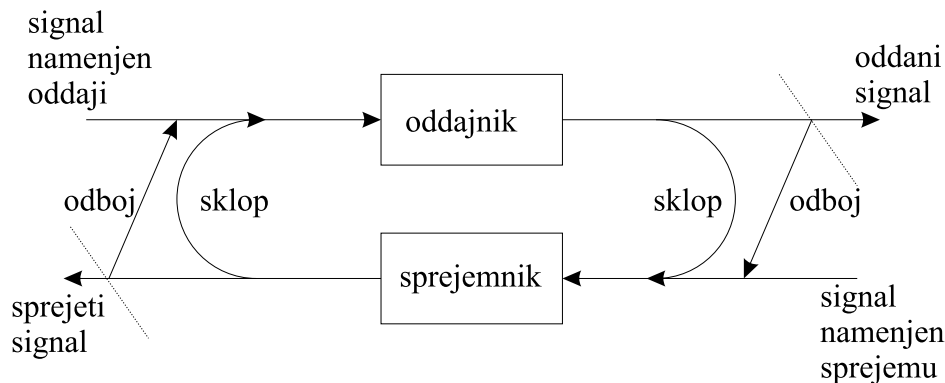 signal
namenjen
oddaji
oddajnik
oddani
signal
odboj
sklop
sklop
odboj
sprejeti
signal
sprejemnik
signal
namenjen
sprejemu